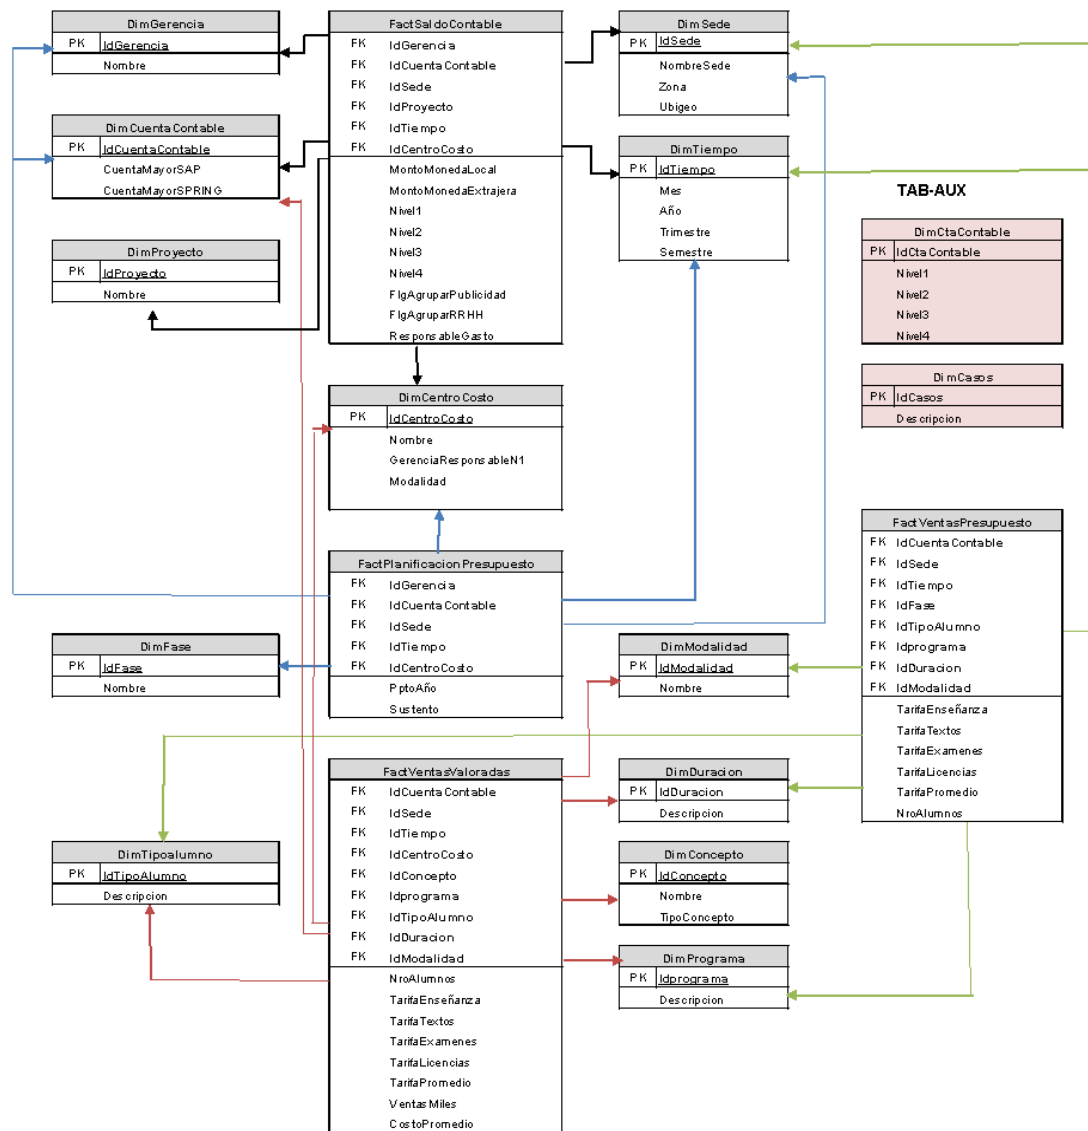 DimGerencia
PK IdGerencia
Nombre
DimCuentaContable
PK IdCuentaContable
CuentaMayorSAP
CuentaMayorSPRING
DimProyecto
PK IdProyecto
Nombre
FactSaldoContable
FK IdGerencia
FK IdCuentaContable
FK IdSede
FK IdProyecto
FK IdTiempo
FK IdCentroCosto
MontoMonedaLocal
MontoMonedaExtrajera
Nivel1
Nivel2
Nivel3
Nivel4
FlgAgruparPublicidad
FlgAgruparRRHH
ResponsableGasto
DimSede
PK IdSede
NombreSede
Zona
Ubigeo
DimTiempo
PK IdTiempo
Mes
Año
Trimestre
Semestre
TAB-AUX
DimCtaContable
PK IdCtaContable
Nivel1
Nivel2
Nivel3
Nivel4
DimCasos
PK IdCasos
Descripcion
DimCentroCosto
PK IdCentroCosto
Nombre
GerenciaResponsableN1
Modalidad
FactPlanificacionPresupuesto
FK IdGerencia
FK IdCuentaContable
FK IdSede
FK IdTiempo
FK IdCentroCosto
PptoAño
Sustento
DimFase
PK IdFase
Nombre
DimModalidad
PK IdModalidad
Nombre
FactVentasPresupuesto
FK IdCuentaContable
FK IdSede
FK IdTiempo
FK IdFase
FK IdTipoAlumno
FK Idprograma
FK IdDuracion
FK IdModalidad
TarifaEnseñanza
TarifaTextos
TarifaExamenes
TarifaLicencias
TarifaPromedio
NroAlumnos
FactVentasValoradas
FK IdCuentaContable
FK IdSede
FK IdTiempo
FK IdCentroCosto
FK IdConcepto
FK Idprograma
FK IdTipoAlumno
FK IdDuracion
FK IdModalidad
NroAlumnos
TarifaEnseñanza
TarifaTextos
TarifaExamenes
TarifaLicencias
TarifaPromedio
VentasMiles
CostoPromedio
DimDuracion
PK IdDuracion
Descripcion
DimTipoalumno
PK IdTipoAlumno
Descripcion
DimConcepto
PK IdConcepto
Nombre
TipoConcepto
DimPrograma
PK Idprograma
Descripcion